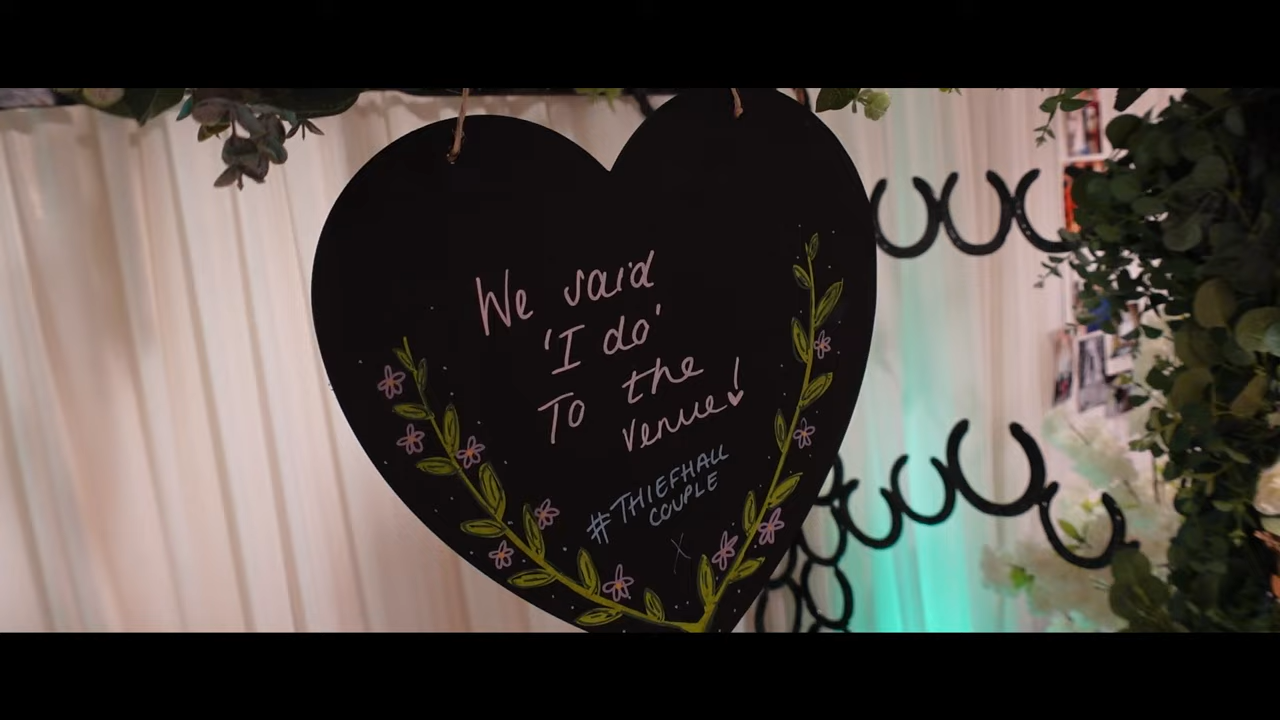 We said
'I do'
To the
venue!
#THIEFHALL
COUPLE
X